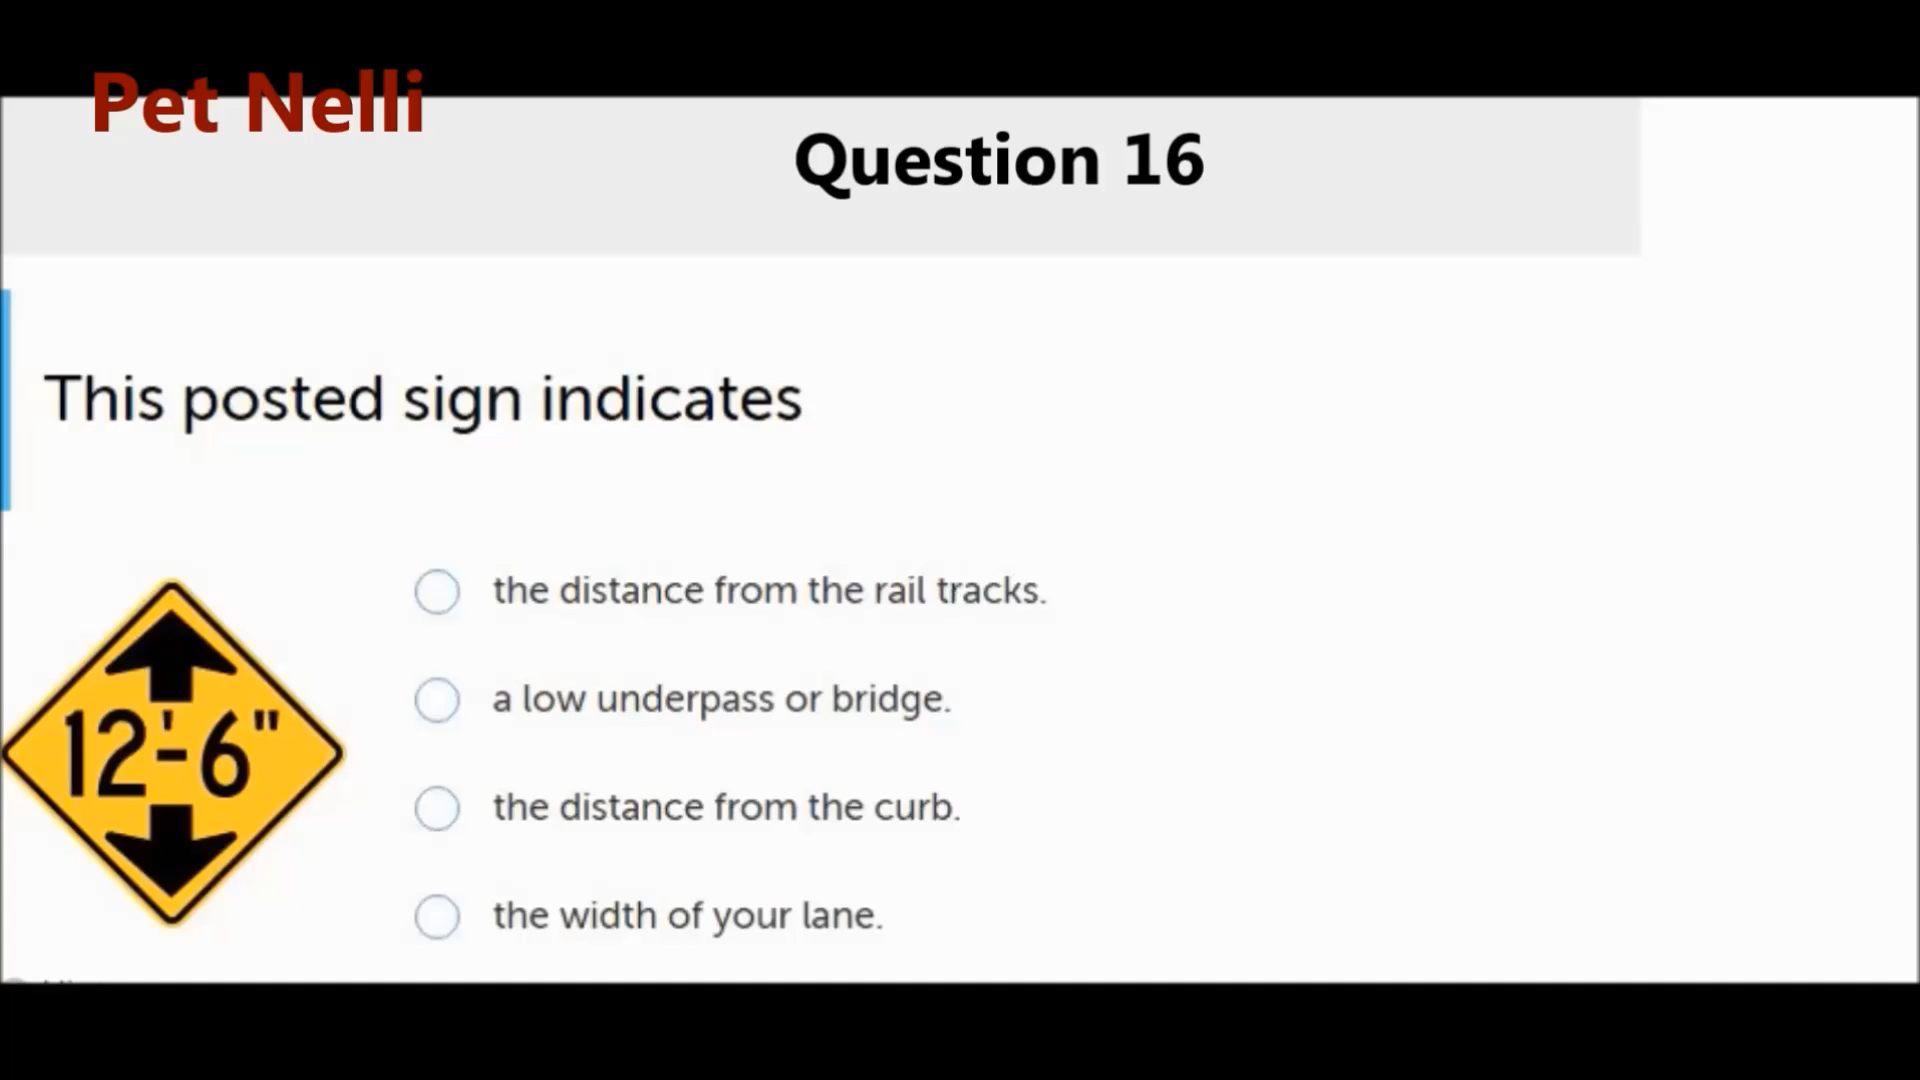 Pet Nelli
Question 16
This posted sign indicates
the distance from the rail tracks.
a low underpass or bridge.
12'-6"
the distance from the curb.
the width of your lane.